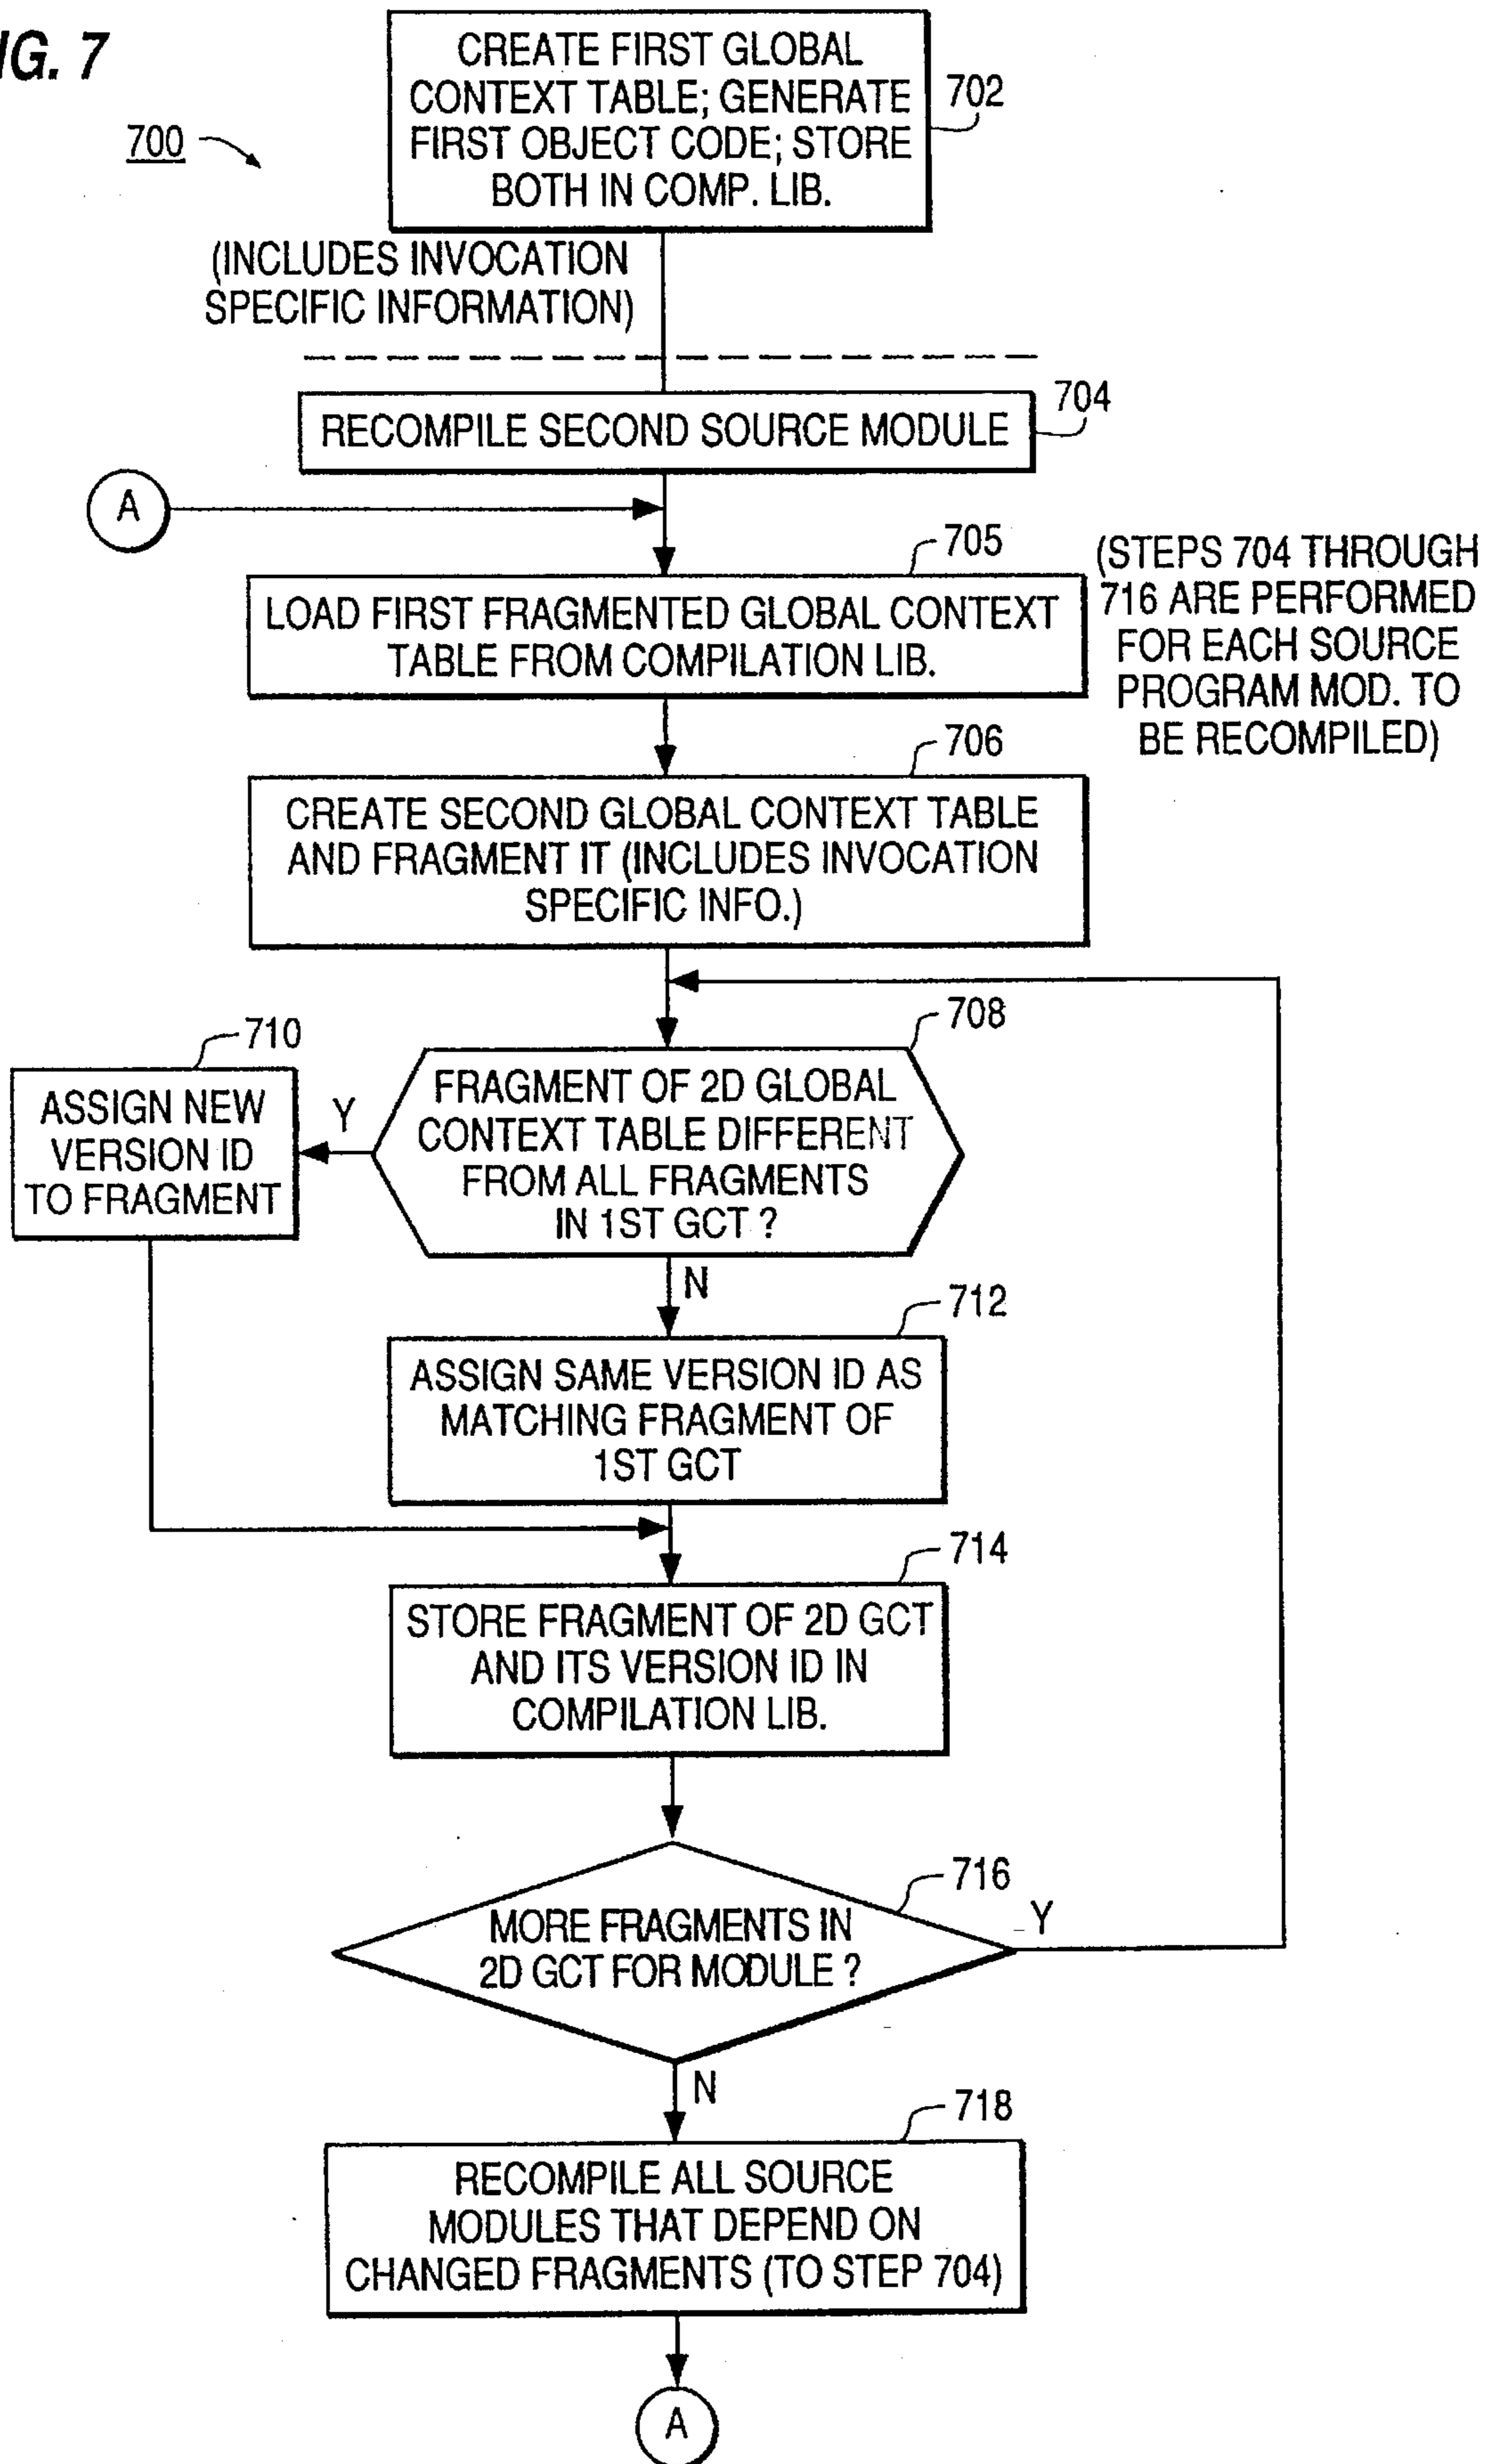 IG. 7
700
CREATE FIRST GLOBAL
CONTEXT TABLE; GENERATE
FIRST OBJECT CODE; STORE
BOTH IN COMP. LIB.
702
(INCLUDES INVOCATION
SPECIFIC INFORMATION)
704
RECOMPILE SECOND SOURCE MODULE
A
705
LOAD FIRST FRAGMENTED GLOBAL CONTEXT
TABLE FROM COMPILATION LIB.
(STEPS 704 THROUGH
716 ARE PERFORMED
FOR EACH SOURCE
PROGRAM MOD. TO
BE RECOMPILED)
706
CREATE SECOND GLOBAL CONTEXT TABLE
AND FRAGMENT IT (INCLUDES INVOCATION
SPECIFIC INFO.)
708
FRAGMENT OF 2D GLOBAL
CONTEXT TABLE DIFFERENT
FROM ALL FRAGMENTS
IN 1ST GCT ?
Y
710
ASSIGN NEW
VERSION ID
TO FRAGMENT
N
712
ASSIGN SAME VERSION ID AS
MATCHING FRAGMENT OF
1ST GCT
714
STORE FRAGMENT OF 2D GCT
AND ITS VERSION ID IN
COMPILATION LIB.
716
MORE FRAGMENTS IN
2D GCT FOR MODULE ?
Y
N
718
RECOMPILE ALL SOURCE
MODULES THAT DEPEND ON
CHANGED FRAGMENTS (TO STEP 704)
A